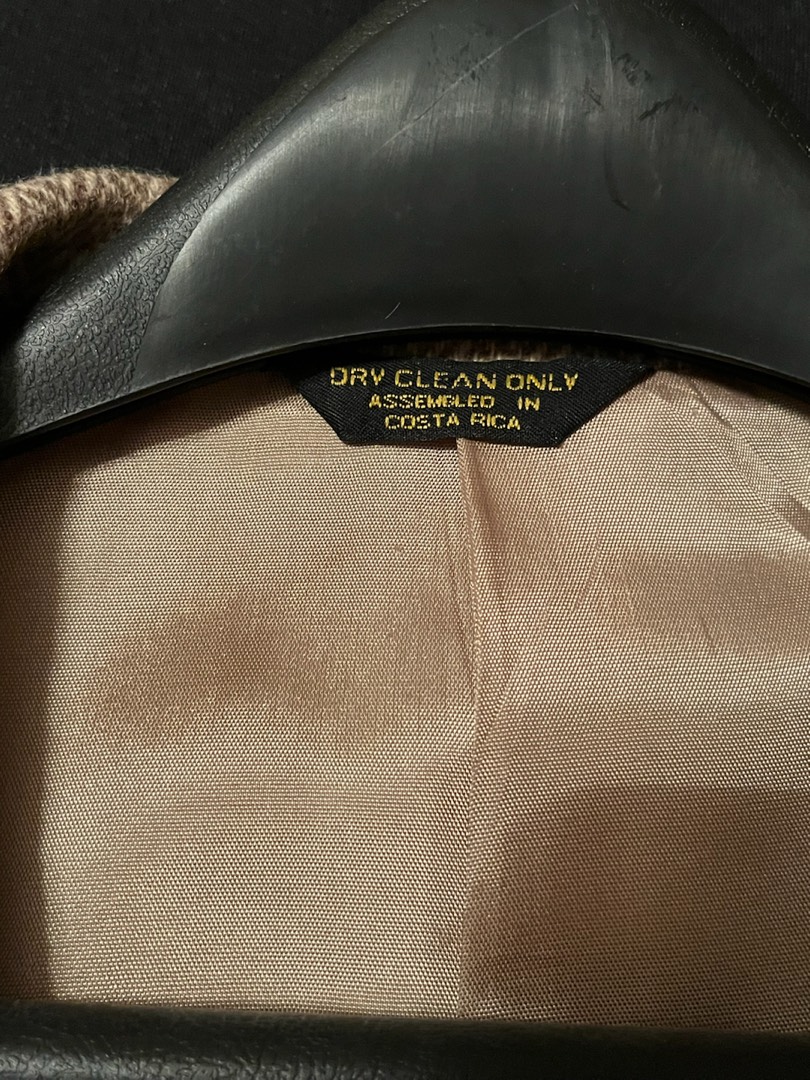 DRY CLEAN ONLY
ASSEMBLED IN
COSTA RICA